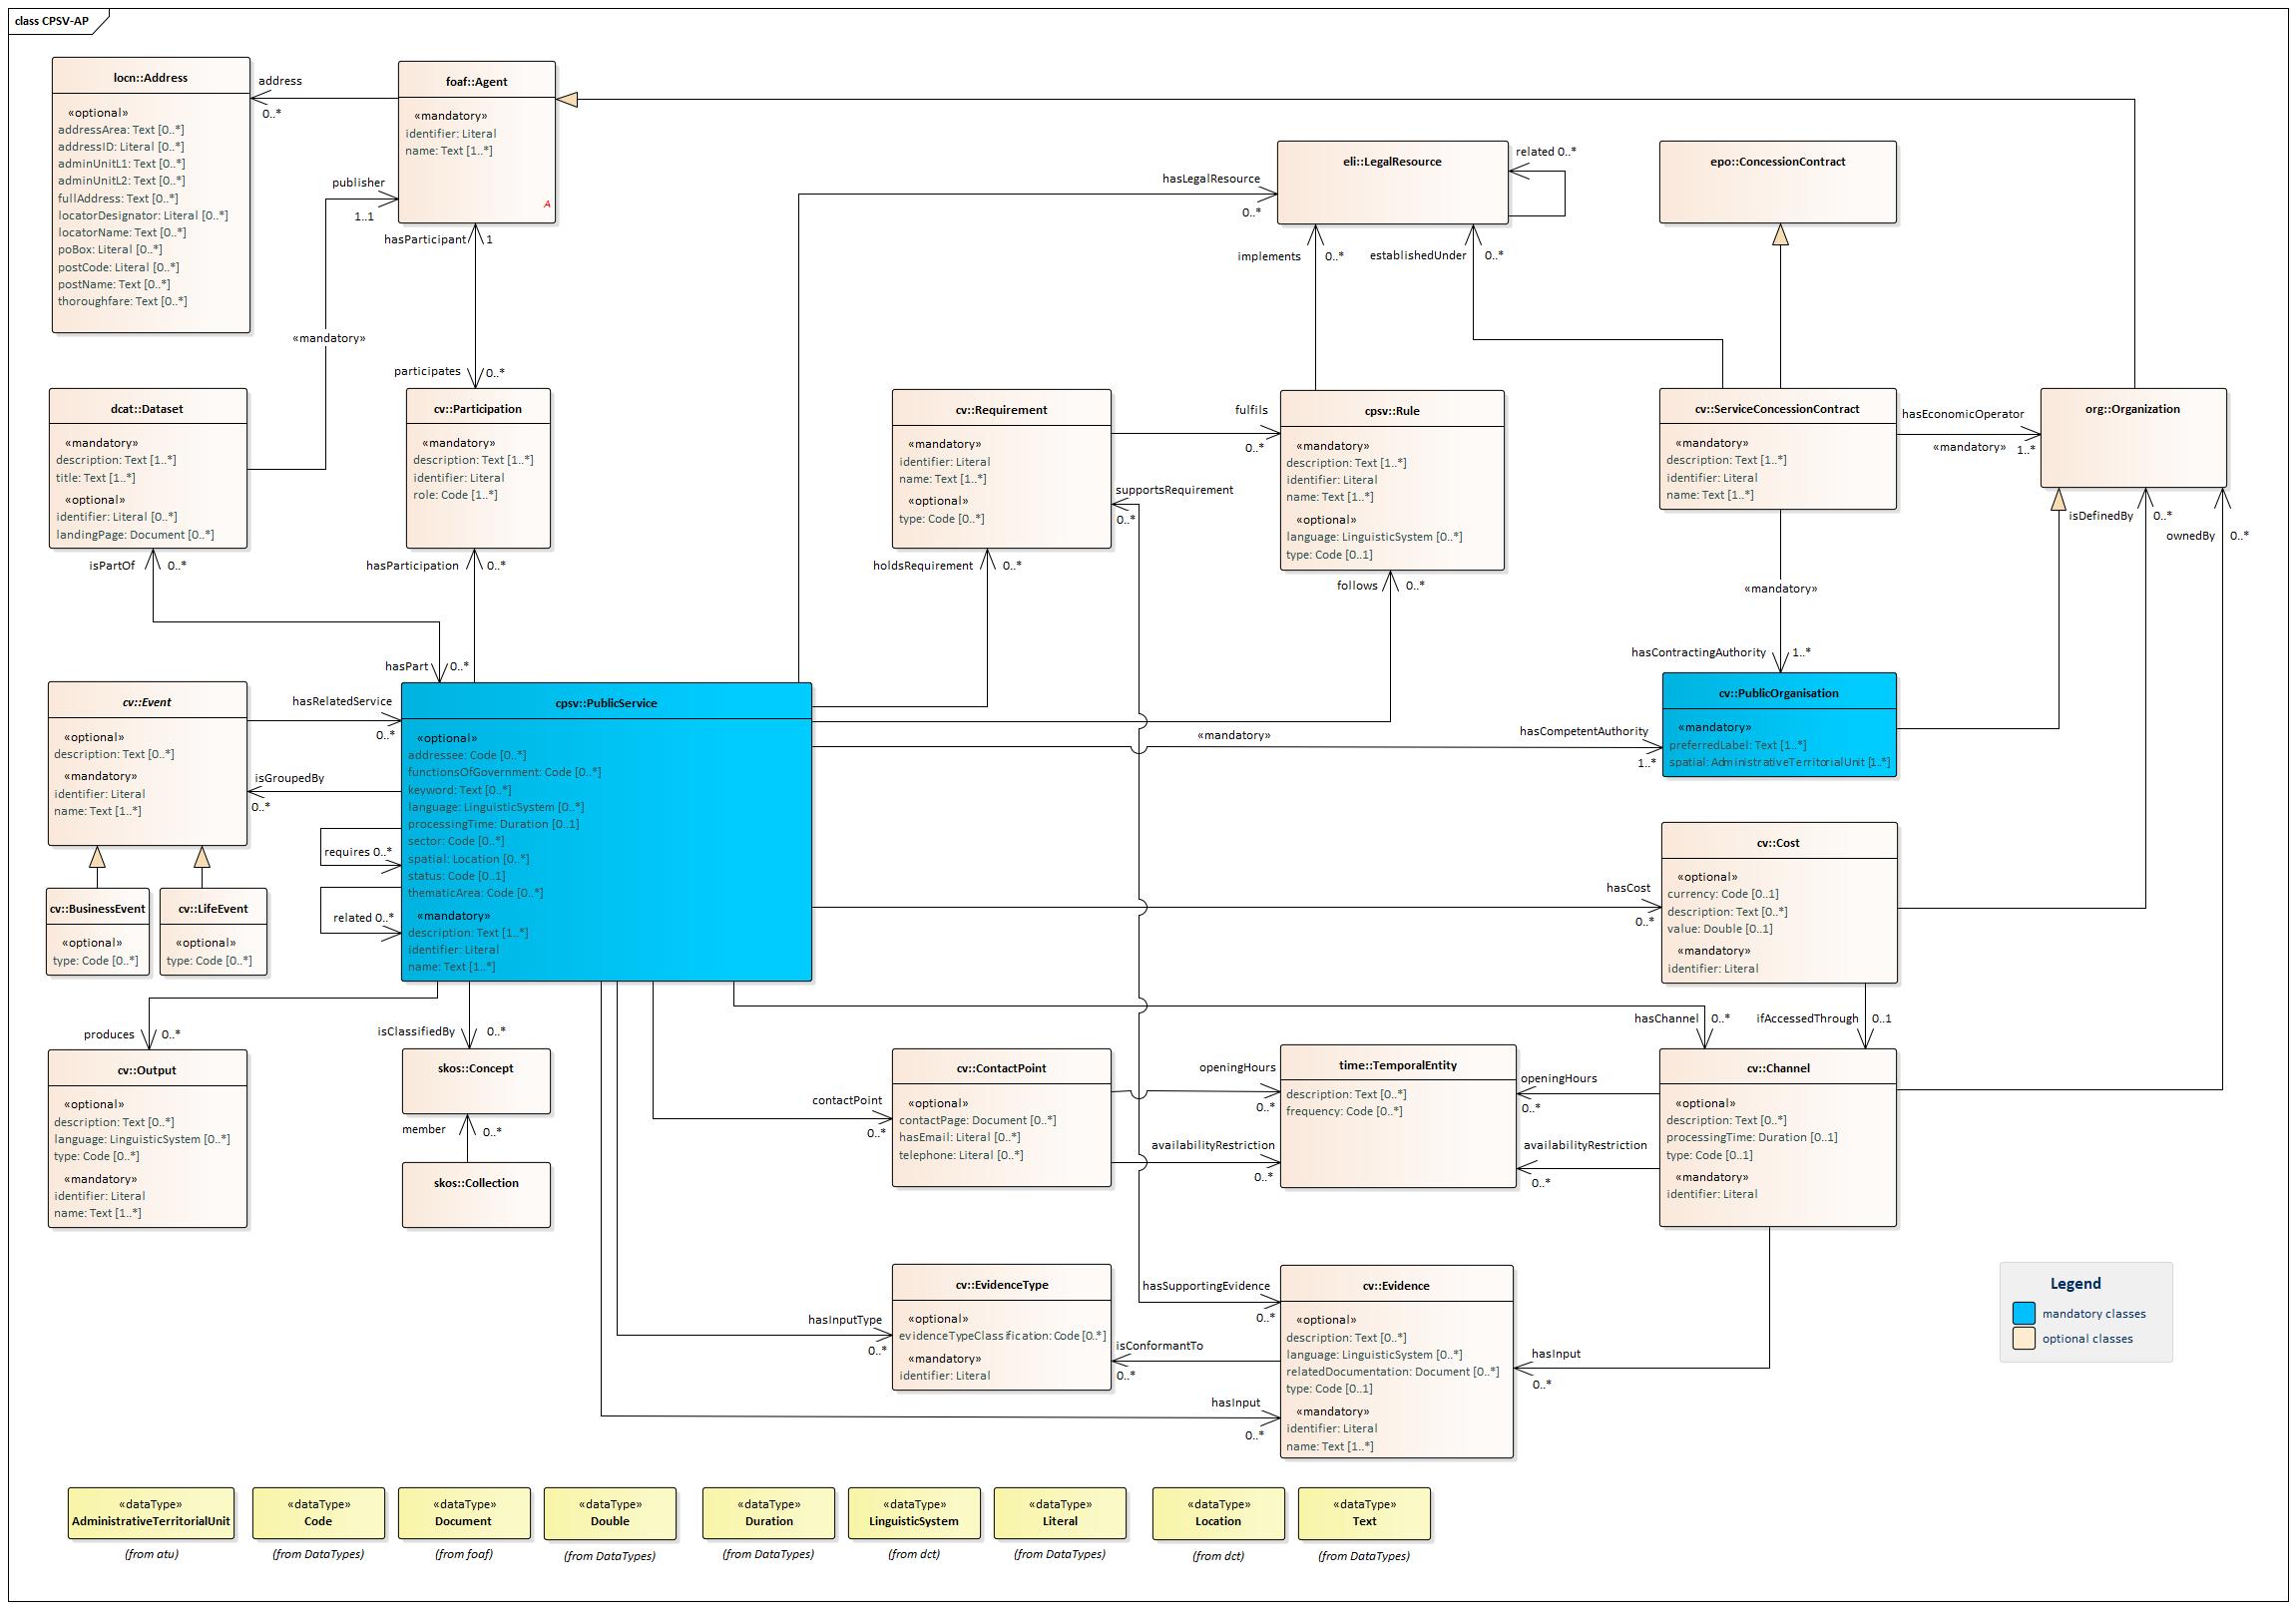 class CPSV-AP
locn::Address
«optional»
addressArea: Text [0..*]
addressID: Literal [0..*]
adminUnitL1: Text [0..*]
adminUnitL2: Text [0..*]
fullAddress: Text [0..*]
locatorDesignator: Literal [0..*]
locatorName: Text [0..*]
poBox: Literal [0..*]
postCode: Literal [0..*]
postName: Text [0..*]
thoroughfare: Text [0..*]
address
0..*
foaf::Agent
«mandatory»
identifier: Literal
name: Text [1..*]
A
publisher
1..1
«mandatory»
hasParticipant
1
participates
0..*
hasLegalResource
0..*
eli::LegalResource
related 0..*
epo::ConcessionContract
implements
0..*
establishedUnder
0..*
dcat::Dataset
«mandatory»
description: Text [1..*]
title: Text [1..*]
«optional»
identifier: Literal [0..*]
landingPage: Document [0..*]
cv::Participation
«mandatory»
description: Text [1..*]
identifier: Literal
role: Code [1..*]
cv::Requirement
«mandatory»
identifier: Literal
name: Text [1..*]
«optional»
type: Code [0..*]
fulfils
0..*
supportsRequirement
0..*
cpsv::Rule
«mandatory»
description: Text [1..*]
identifier: Literal
name: Text [1..*]
«optional»
language: LinguisticSystem [0..*]
type: Code [0..1]
cv::ServiceConcessionContract
«mandatory»
description: Text [1..*]
identifier: Literal
name: Text [1..*]
hasEconomicOperator
«mandatory»
1..*
org::Organization
isDefinedBy
0..*
ownedBy
0..*
isPartOf
0..*
hasParticipation
0..*
holdsRequirement
0..*
follows
0..*
«mandatory»
hasPart
0..*
hasContractingAuthority
1..*
cv::Event
«optional»
description: Text [0..*]
«mandatory»
identifier: Literal
name: Text [1..*]
hasRelatedService
0..*
isGroupedBy
0..*
requires 0..*
related 0..*
cpsv::PublicService
«optional»
addressee: Code [0..*]
functionsOfGovernment: Code [0..*]
keyword: Text [0..*]
language: LinguisticSystem [0..*]
processingTime: Duration [0..1]
sector: Code [0..*]
spatial: Location [0..*]
status: Code [0..1]
thematicArea: Code [0..*]
«mandatory»
description: Text [1..*]
identifier: Literal
name: Text [1..*]
«mandatory»
hasCompetentAuthority
1..*
cv::PublicOrganisation
«mandatory»
preferredLabel: Text [1..*]
spatial: AdministrativeTerritorialUnit [1..*]
cv::BusinessEvent
«optional»
type: Code [0..*]
cv::LifeEvent
«optional»
type: Code [0..*]
hasCost
0..*
cv::Cost
«optional»
currency: Code [0..1]
description: Text [0..*]
value: Double [0..1]
«mandatory»
identifier: Literal
produces
0..*
isClassifiedBy
0..*
hasChannel
0..*
ifAccessedThrough
0..1
cv::Output
«optional»
description: Text [0..*]
language: LinguisticSystem [0..*]
type: Code [0..*]
«mandatory»
identifier: Literal
name: Text [1..*]
skos::Concept
member
0..*
skos::Collection
contactPoint
0..*
cv::ContactPoint
«optional»
contactPage: Document [0..*]
hasEmail: Literal [0..*]
telephone: Literal [0..*]
openingHours
0..*
availabilityRestriction
0..*
time::TemporalEntity
description: Text [0..*]
frequency: Code [0..*]
openingHours
0..*
availabilityRestriction
0..*
cv::Channel
«optional»
description: Text [0..*]
processingTime: Duration [0..1]
type: Code [0..1]
«mandatory»
identifier: Literal
hasInputType
0..*
cv::EvidenceType
«optional»
evidenceTypeClassification: Code [0..*]
«mandatory»
identifier: Literal
hasSupportingEvidence
0..*
isConformantTo
0..*
hasInput
0..*
cv::Evidence
«optional»
description: Text [0..*]
language: LinguisticSystem [0..*]
relatedDocumentation: Document [0..*]
type: Code [0..1]
«mandatory»
identifier: Literal
name: Text [1..*]
hasInput
0..*
Legend
mandatory classes
optional classes
«dataType»
AdministrativeTerritorialUnit
(from atu)
«dataType»
Code
(from DataTypes)
«dataType»
Document
(from foaf)
«dataType»
Double
(from DataTypes)
«dataType»
Duration
(from DataTypes)
«dataType»
LinguisticSystem
(from dct)
«dataType»
Literal
(from DataTypes)
«dataType»
Location
(from dct)
«dataType»
Text
(from DataTypes)